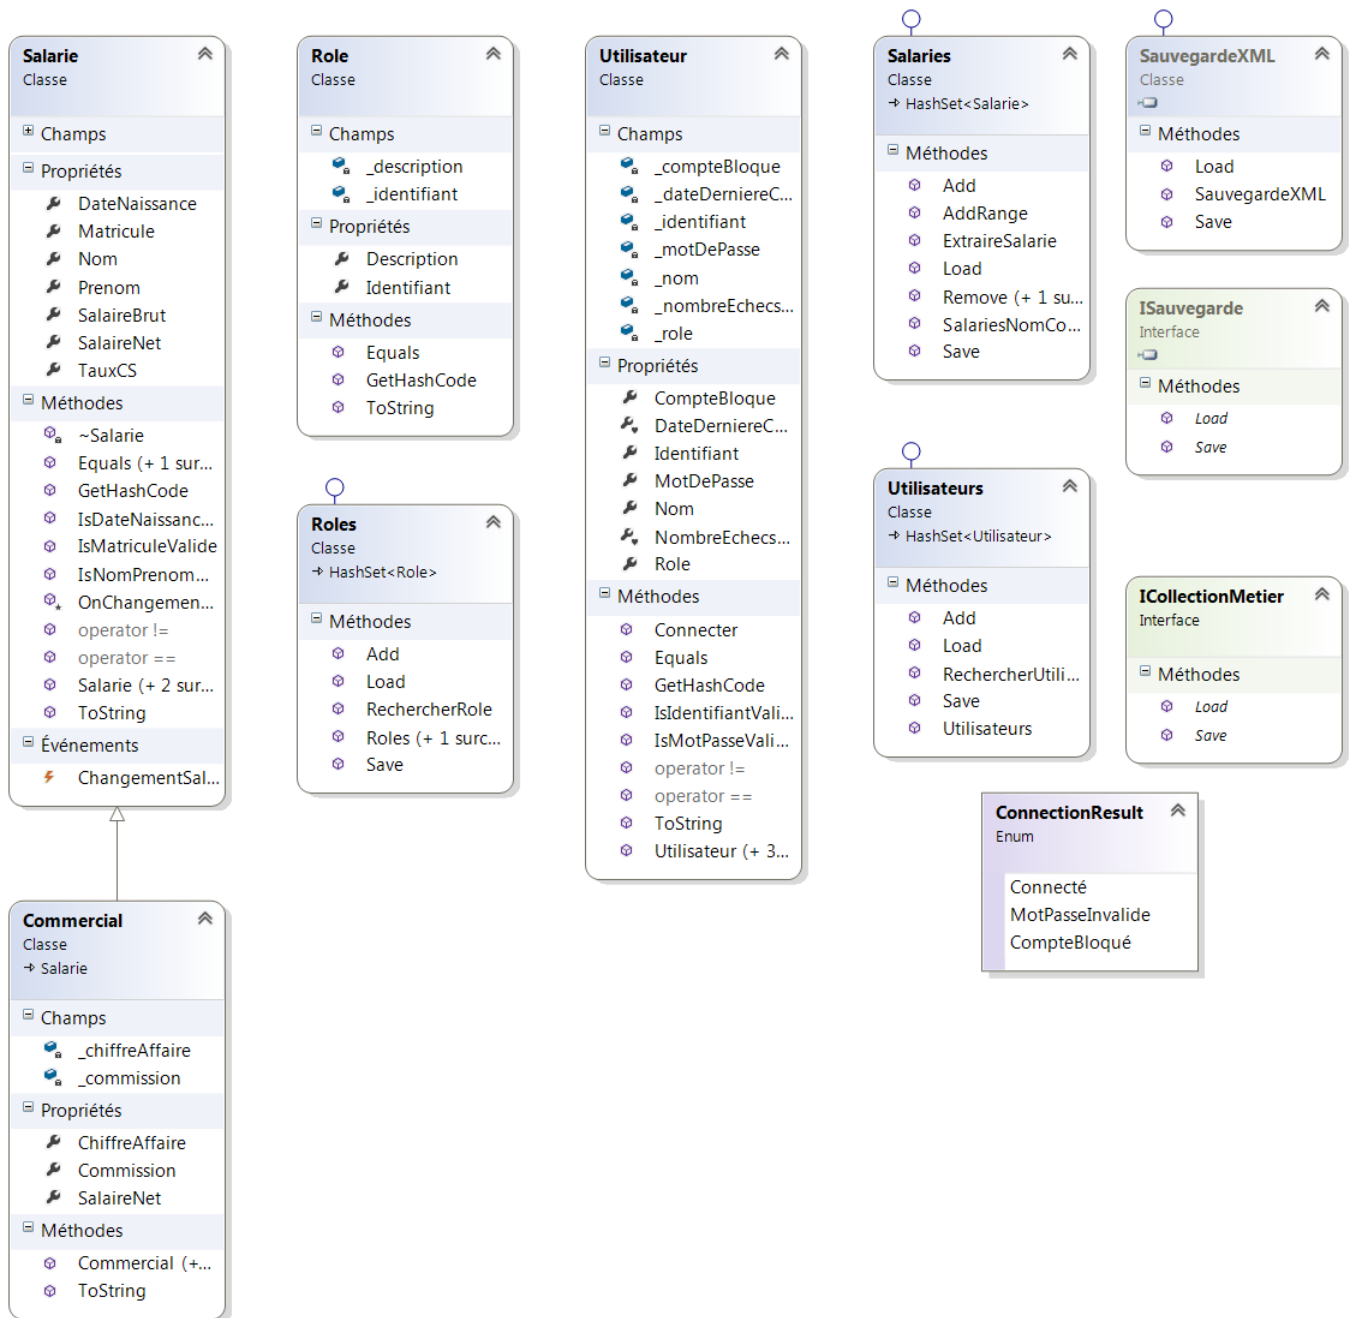 Salarie
Classe
Champs
Propriétés
DateNaissance
Matricule
Nom
Prenom
SalaireBrut
SalaireNet
TauxCS
Méthodes
~Salarie
Equals (+ 1 sur...
GetHashCode
IsDateNaissanc...
IsMatriculeValide
IsNomPrenom...
OnChangemen...
operator !=
operator ==
Salarie (+ 2 sur...
ToString
Événements
ChangementSal...
Commercial
Classe
Salarie
Champs
_chiffreAffaire
_commission
Propriétés
ChiffreAffaire
Commission
SalaireNet
Méthodes
Commercial (+...
ToString
Role
Classe
Champs
_description
_identifiant
Propriétés
Description
Identifiant
Méthodes
Equals
GetHashCode
ToString
Roles
Classe
HashSet<Role>
Méthodes
Add
Load
RechercherRole
Roles (+ 1 surc...
Save
Utilisateur
Classe
Champs
_compteBloque
_dateDerniereC...
_identifiant
_motDePasse
_nom
_nombreEchecs...
_role
Propriétés
CompteBloque
DateDerniereC...
Identifiant
MotDePasse
Nom
NombreEchecs...
Role
Méthodes
Connecter
Equals
GetHashCode
IsIdentifiantVali...
IsMotPasseVali...
operator !=
operator ==
ToString
Utilisateur (+ 3...
Salaries
Classe
HashSet<Salarie>
Méthodes
Add
AddRange
ExtraireSalarie
Load
Remove (+ 1 su...
SalariesNomCo...
Save
Utilisateurs
Classe
HashSet<Utilisateur>
Méthodes
Add
Load
RechercherUtili...
Save
Utilisateurs
SauvegardeXML
Classe
Méthodes
Load
SauvegardeXML
Save
ISauvegarde
Interface
Méthodes
Load
Save
ICollectionMetier
Interface
Méthodes
Load
Save
ConnectionResult
Enum
Connecté
MotPasseInvalide
CompteBloqué